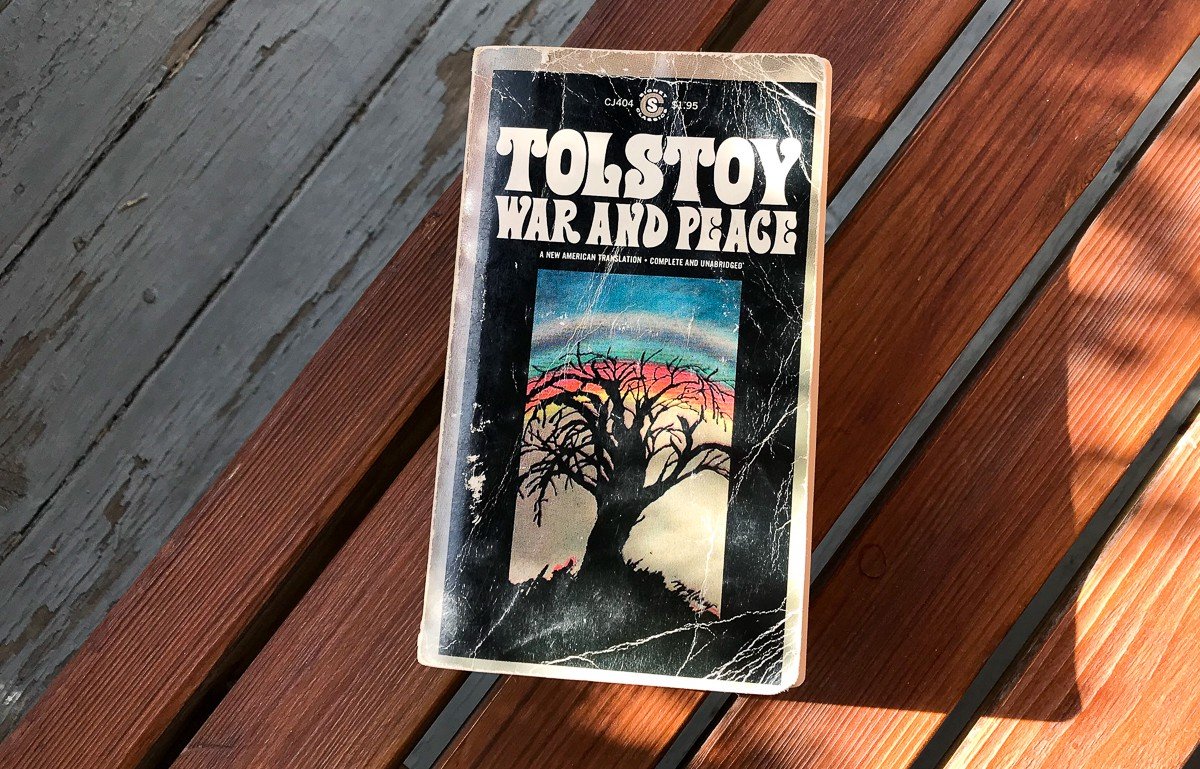 CJ404 $1.95
TOLSTOY
WAR AND PEACE
A NEW AMERICAN TRANSLATION • COMPLETE AND UNABRIDGED